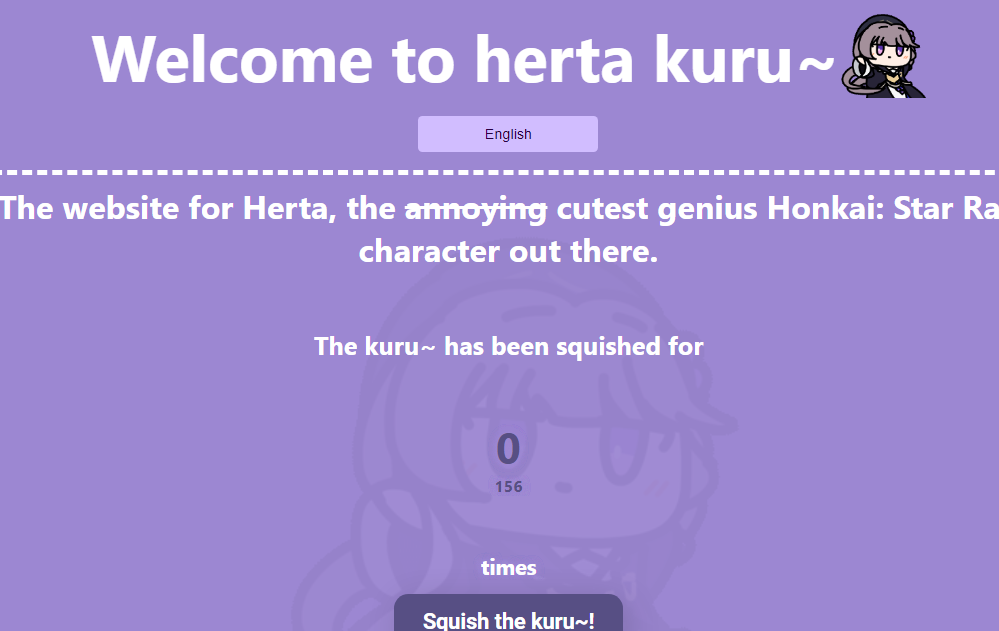 Welcome to herta kuru~
English
The website for Herta, the annoying cutest genius Honkai: Star Ra
character out there.
The kuru~ has been squished for
0
156
times
Squish the kuru~!